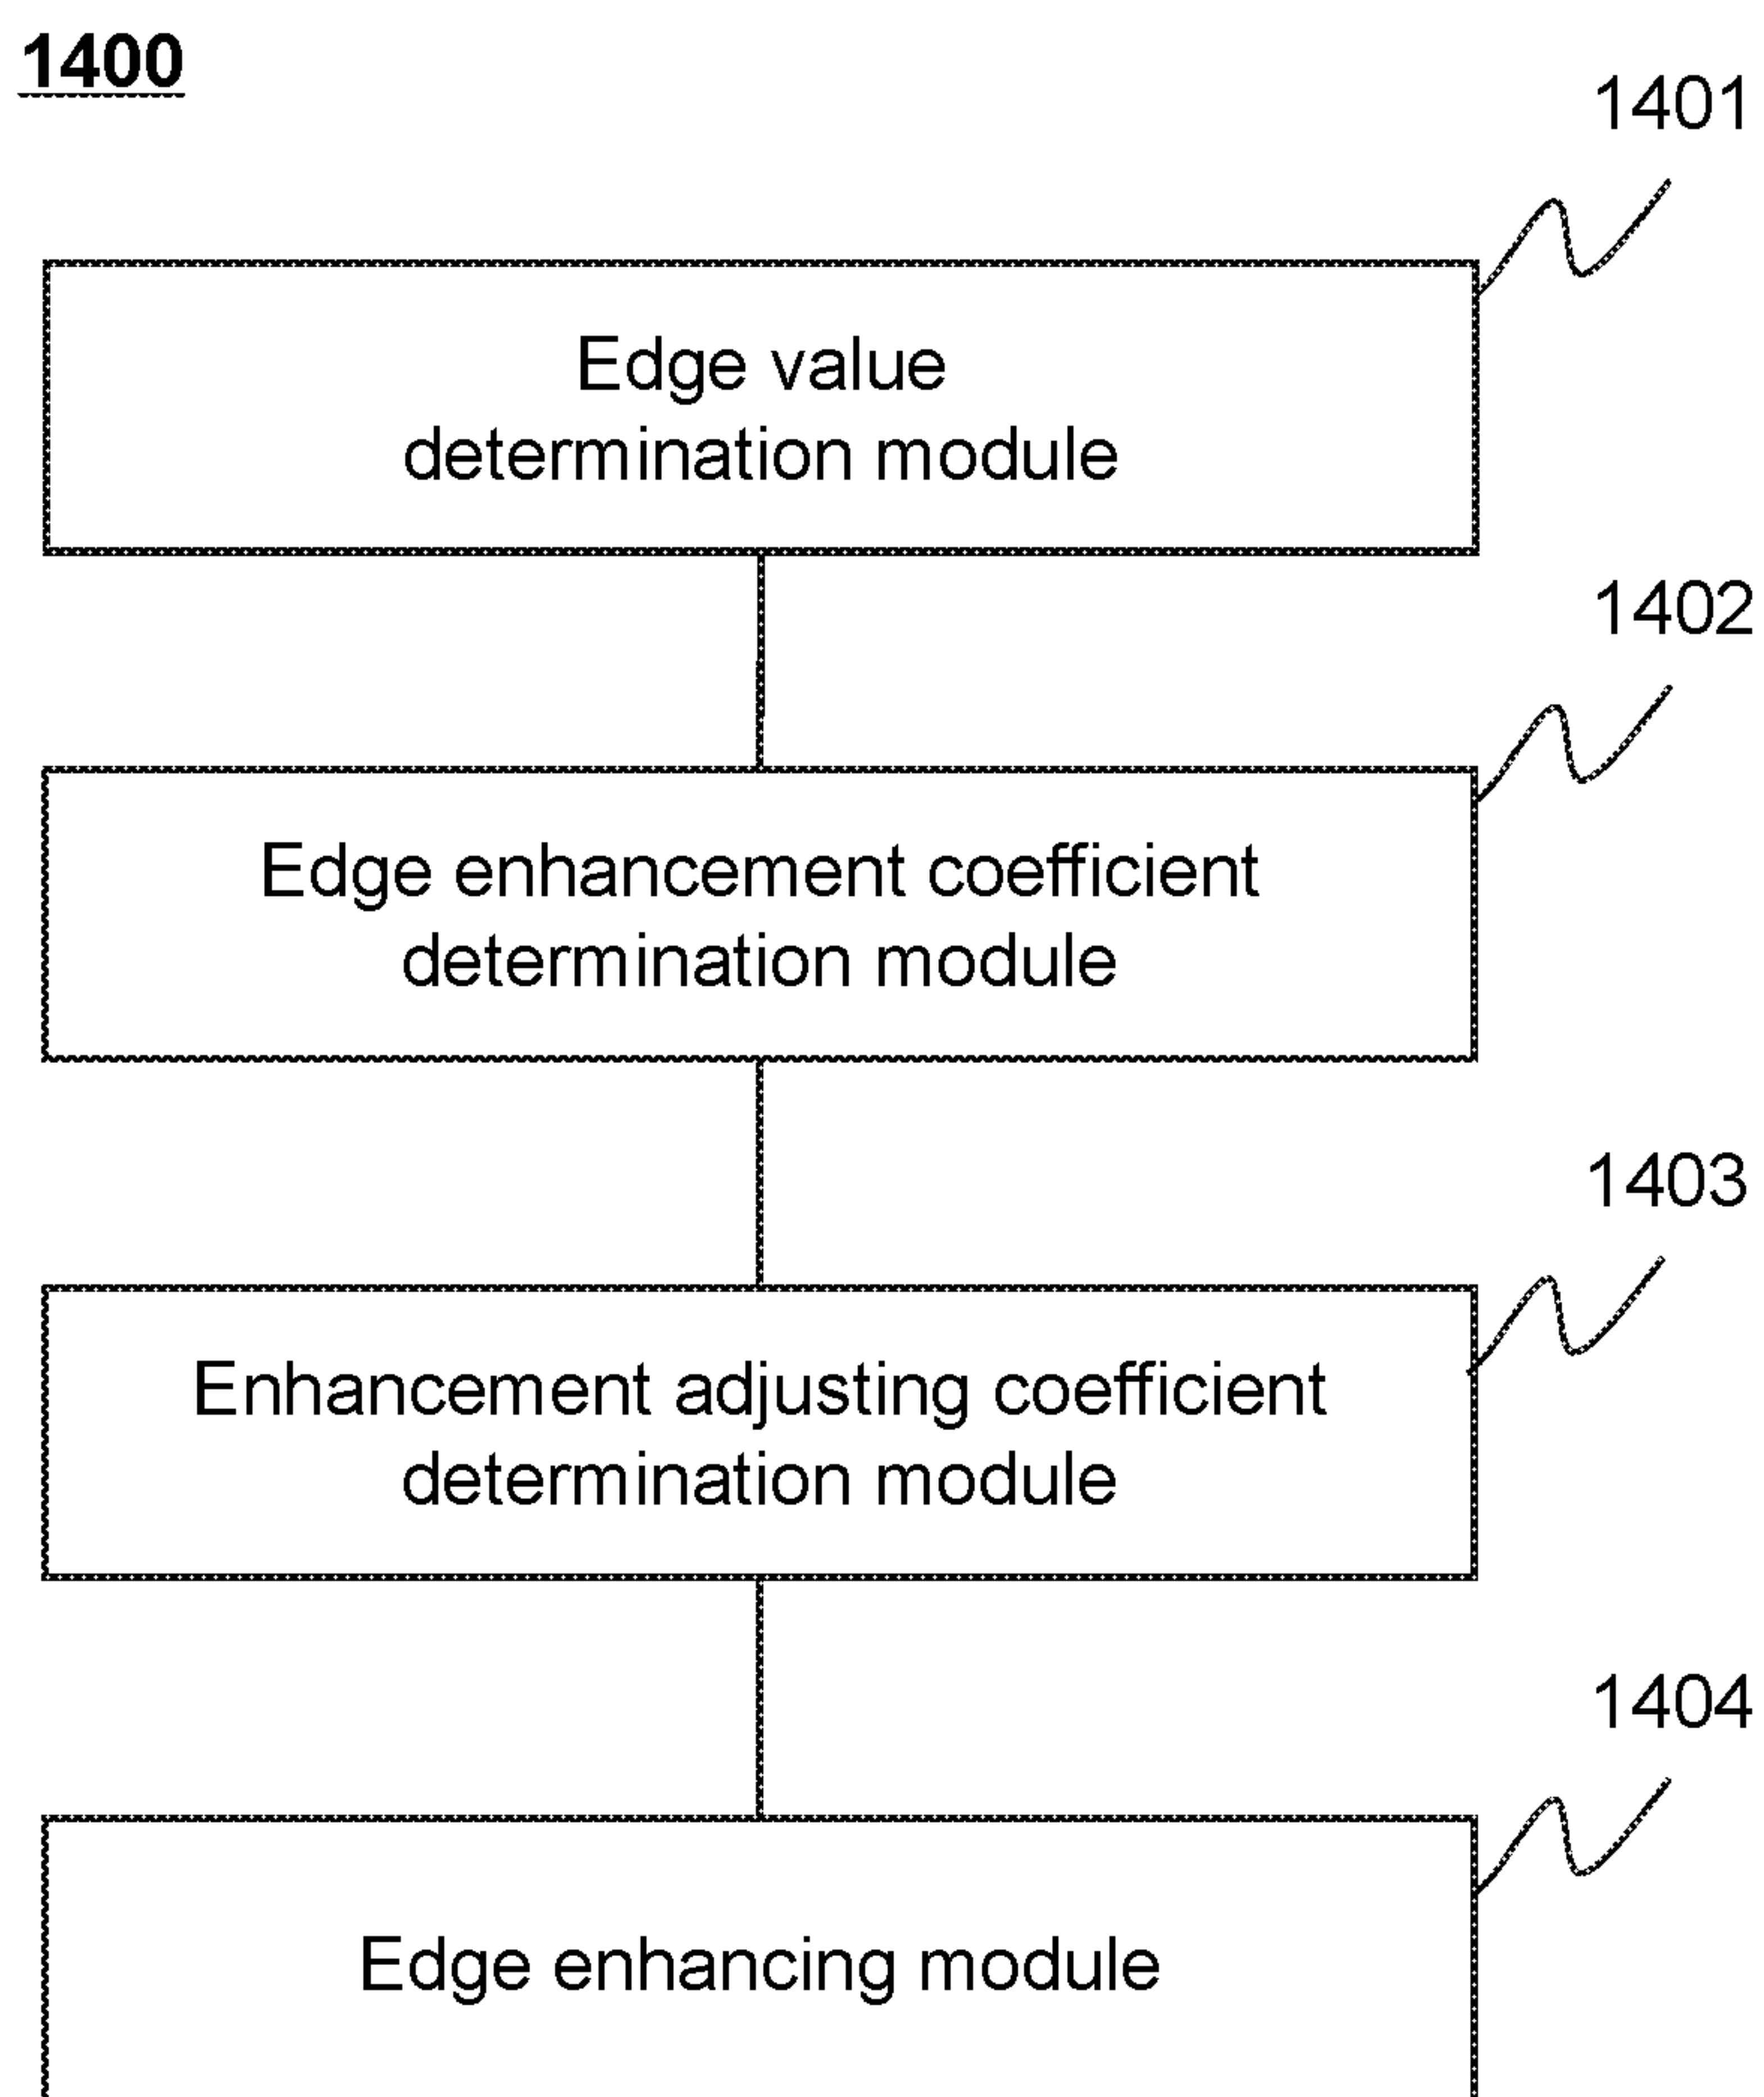 1400
1401
Edge value
determination module
1402
Edge enhancement coefficient
determination module
1403
Enhancement adjusting coefficient
determination module
1404
Edge enhancing module